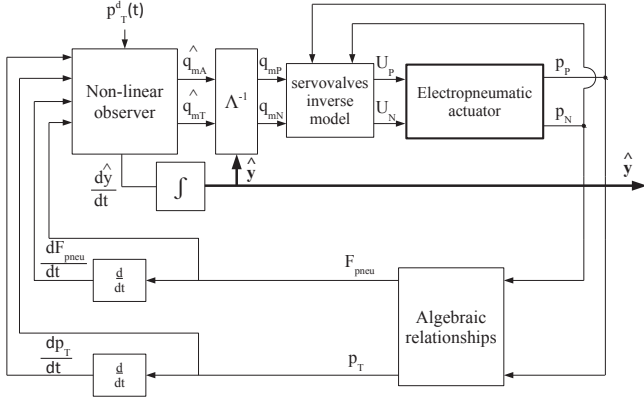 p_T^d(t)
Non-linear
observer
q̂_mA
q̂_mT
Λ^-1
q_mP
q_mN
servovalves
inverse
model
U_P
U_N
Electropneumatic
actuator
p_P
p_N
dŷ
dt
∫
ŷ
ŷ
dF_pneu
dt
d
dt
F_pneu
Algebraic
relationships
dp_T
dt
d
dt
p_T